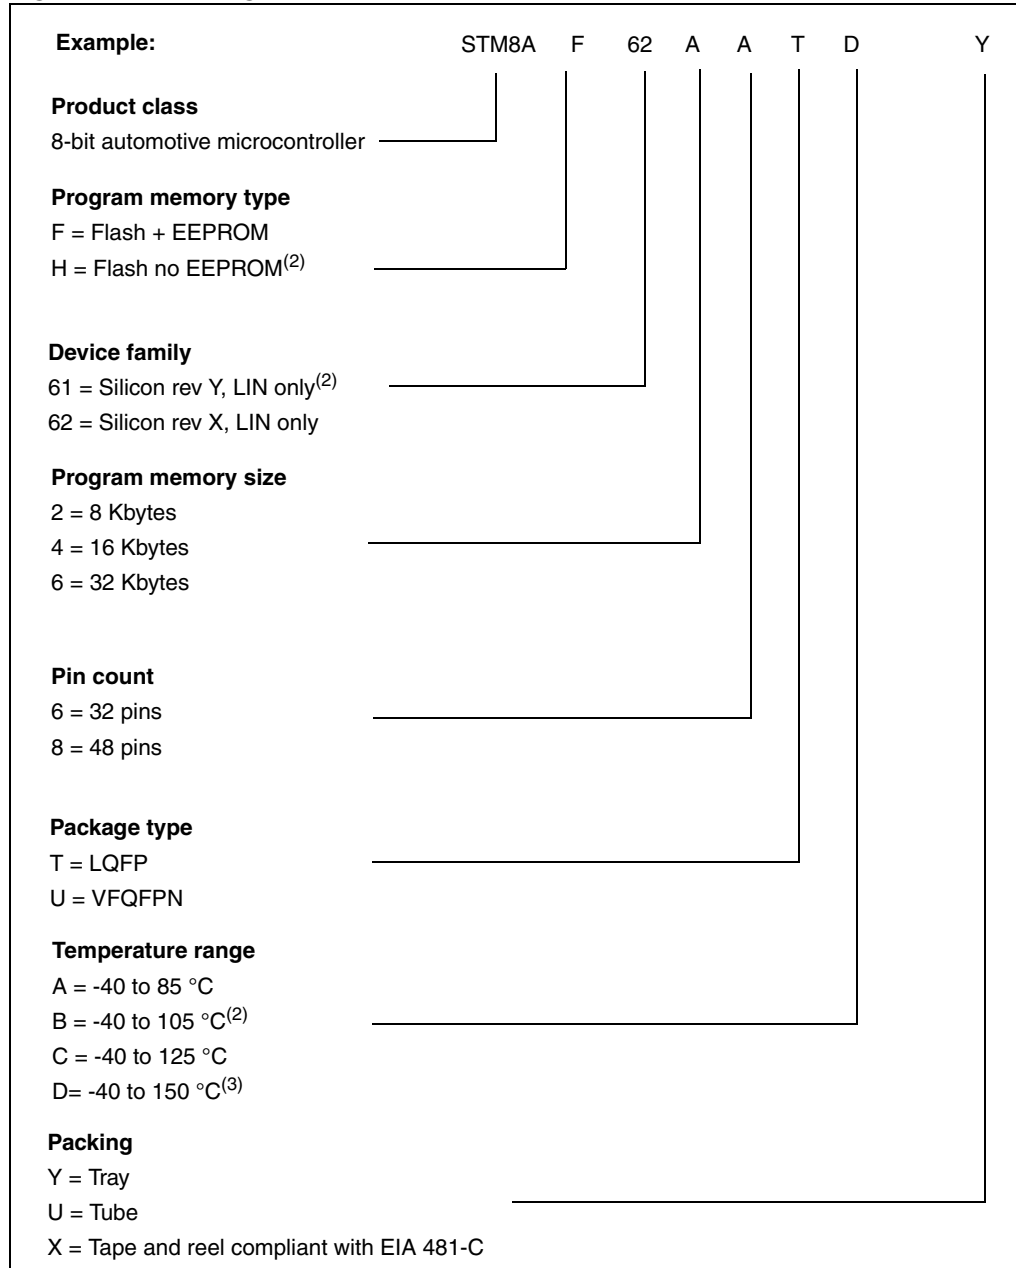 Example: STM8A F 62 A A T D Y
Product class
8-bit automotive microcontroller
Program memory type
F = Flash + EEPROM
H = Flash no EEPROM(2)
Device family
61 = Silicon rev Y, LIN only(2)
62 = Silicon rev X, LIN only
Program memory size
2 = 8 Kbytes
4 = 16 Kbytes
6 = 32 Kbytes
Pin count
6 = 32 pins
8 = 48 pins
Package type
T = LQFP
U = VFQFPN
Temperature range
A = -40 to 85 °C
B = -40 to 105 °C(2)
C = -40 to 125 °C
D= -40 to 150 °C(3)
Packing
Y = Tray
U = Tube
X = Tape and reel compliant with EIA 481-C